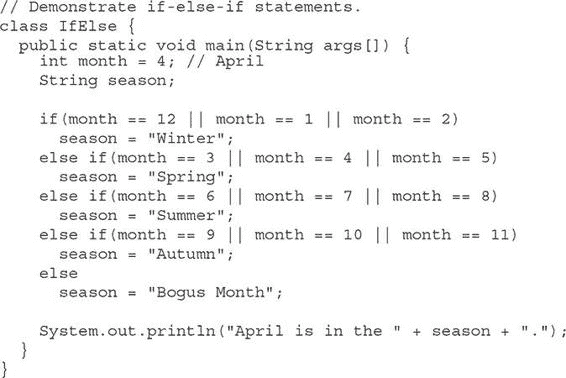 // Demonstrate if-else-if statements.
class IfElse {
  public static void main(String args[]) {
    int month = 4; // April
    String season;

    if(month == 12 || month == 1 || month == 2)
      season = "Winter";
    else if(month == 3 || month == 4 || month == 5)
      season = "Spring";
    else if(month == 6 || month == 7 || month == 8)
      season = "Summer";
    else if(month == 9 || month == 10 || month == 11)
      season = "Autumn";
    else
      season = "Bogus Month";

    System.out.println("April is in the " + season + ".");
  }
}